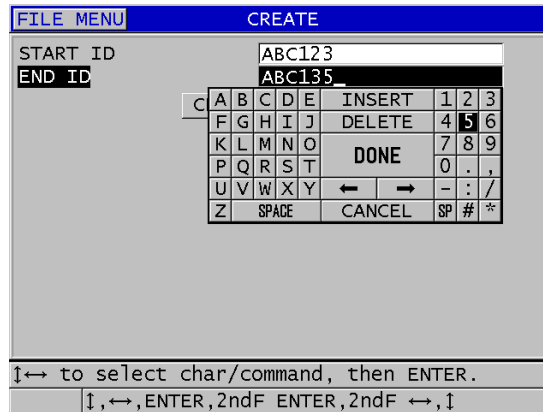 FILE MENU CREATE
START ID ABC123
END ID ABC135_
A B C D E INSERT 1 2 3
F G H I J DELETE 4 5 6
K L M N O DONE 7 8 9
P Q R S T 0 . ,
U V W X Y ← → - : /
Z SPACE CANCEL SP # *
↕↔ to select char/command, then ENTER.
↕,↔,ENTER,2ndF ENTER,2ndF ↔,↕